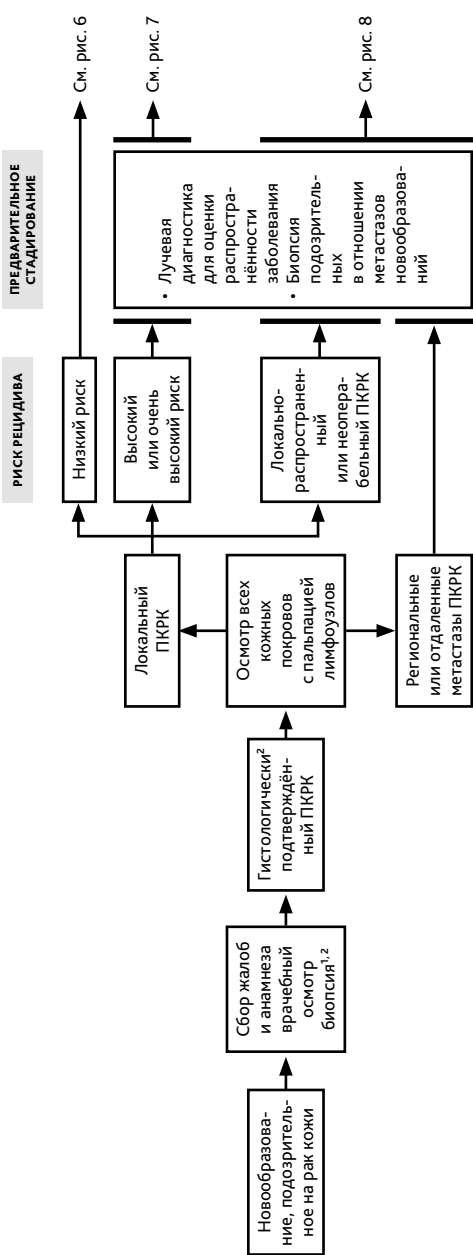 РИСК РЕЦИДИВА
ПРЕДВАРИТЕЛЬНОЕ
СТАДИРОВАНИЕ
Новообразова-
ние, подозритель-
ное на рак кожи
Сбор жалоб
и анамнеза
врачебный
осмотр
биопсия¹,²
Гистологически²
подтверждён-
ный ПКРК
Осмотр всех
кожных
покровов
с пальпацией
лимфоузлов
Локальный
ПКРК
Региональные
или отдаленные
метастазы ПКРК
Низкий риск
Высокий
или очень
высокий риск
Локально-
распространен-
ный
или неопера-
бельный ПКРК
• Лучевая
диагностика
для оценки
распростра-
нённости
заболевания
• Биопсия
подозритель-
ных
в отношении
метастазов
новообразова-
ний
См. рис. 6
См. рис. 7
См. рис. 8